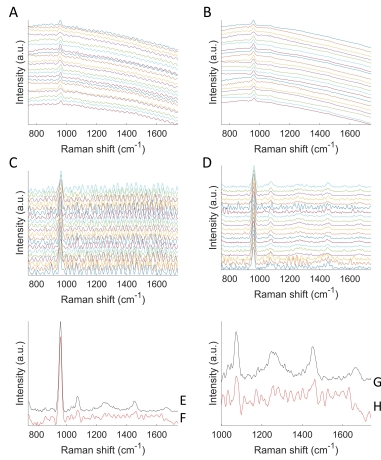 A
B
Intensity (a.u.)
Intensity (a.u.)
800 1000 1200 1400 1600
800 1000 1200 1400 1600
Raman shift (cm-1)
Raman shift (cm-1)
C
D
Intensity (a.u.)
Intensity (a.u.)
800 1000 1200 1400 1600
800 1000 1200 1400 1600
Raman shift (cm-1)
Raman shift (cm-1)
Intensity (a.u.)
Intensity (a.u.)
E
F
G
H
800 1000 1200 1400 1600
1000 1200 1400 1600
Raman shift (cm-1)
Raman shift (cm-1)